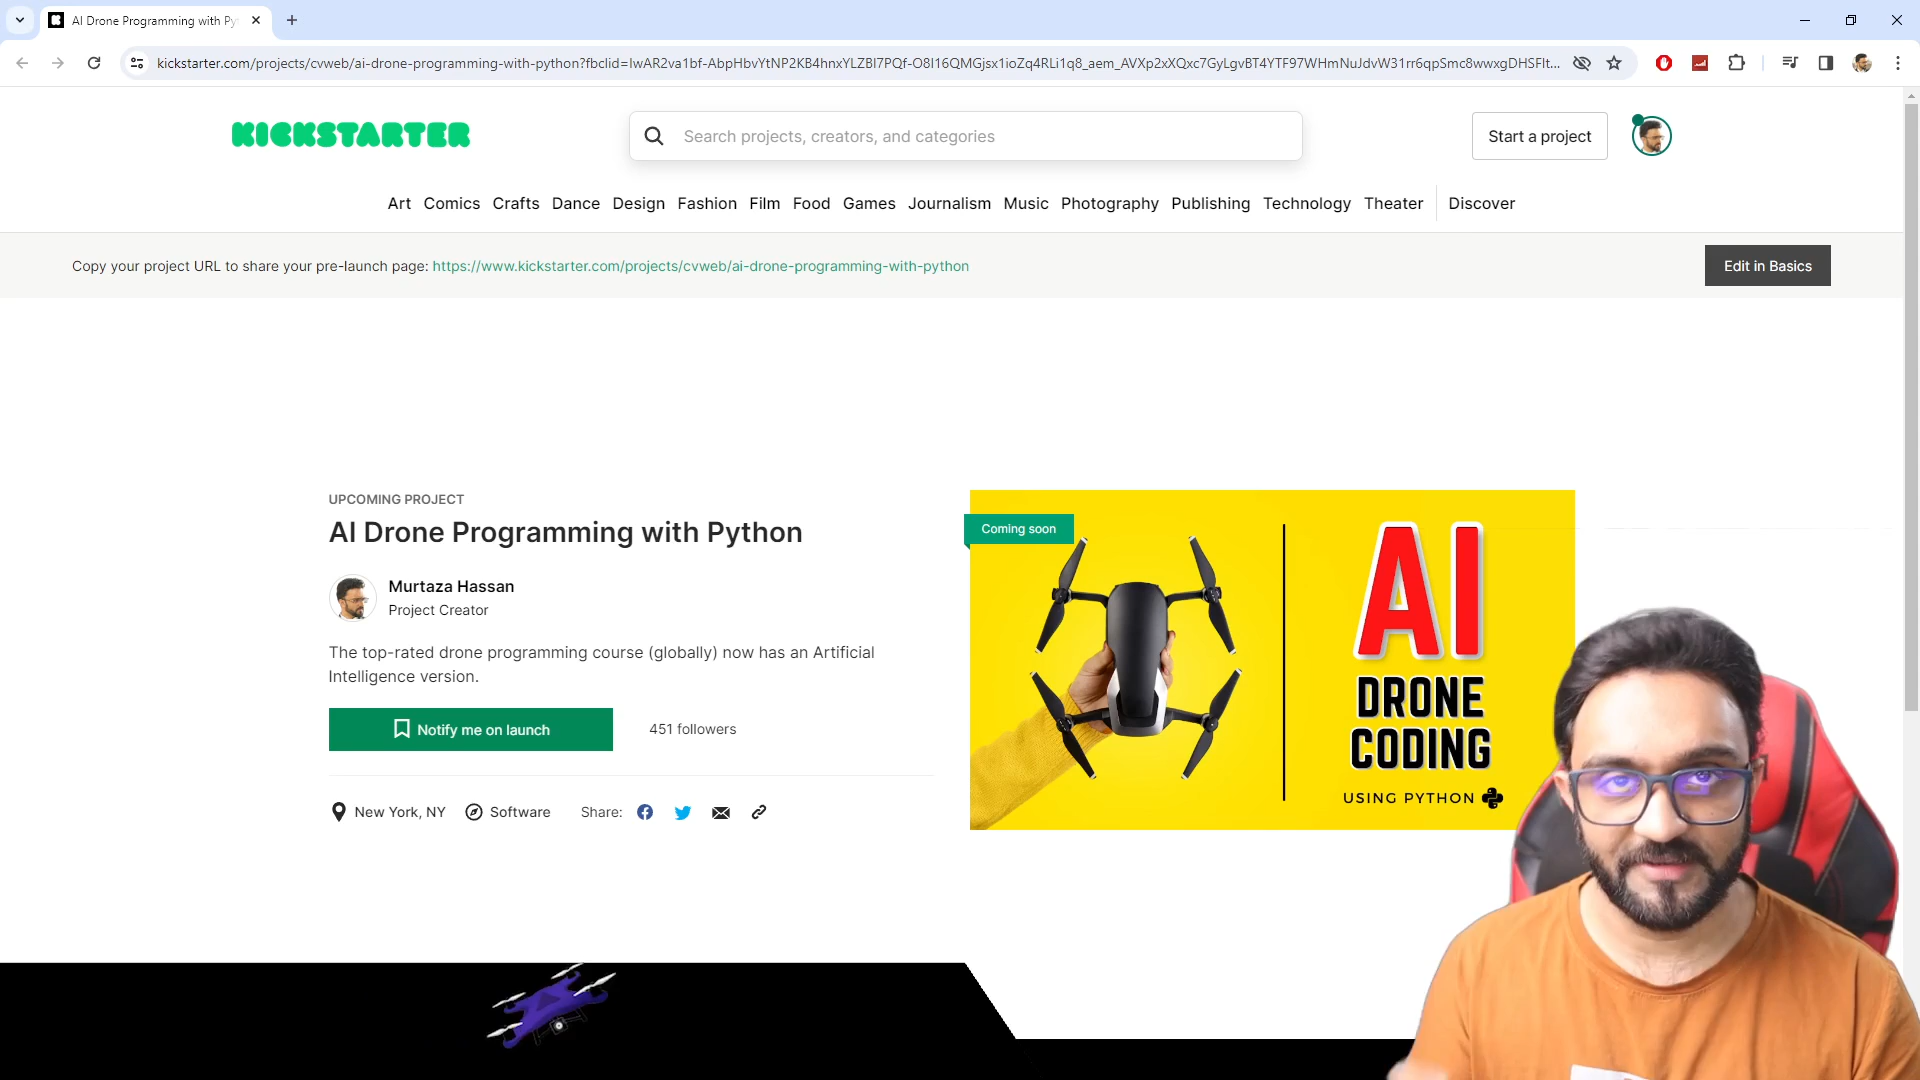 AI Drone Programming with Py
kickstarter.com/projects/cvweb/ai-drone-programming-with-python?fbclid=IwAR2va1bf-AbpHbvYtNP2KB4hnxYLZBI7PQf-O8I16QMGjsx1ioZq4RLi1q8_aem_AVXp2xXQxc7GyLgvBT4YTF97WHmNuJdvW31rr6qpSmc8wwxgDHSFIt...
KICKSTARTER
Search projects, creators, and categories
Start a project
Art Comics Crafts Dance Design Fashion Film Food Games Journalism Music Photography Publishing Technology Theater Discover
Copy your project URL to share your pre-launch page: https://www.kickstarter.com/projects/cvweb/ai-drone-programming-with-python
Edit in Basics
UPCOMING PROJECT
AI Drone Programming with Python
Murtaza Hassan
Project Creator
The top-rated drone programming course (globally) now has an Artificial
Intelligence version.
Notify me on launch
451 followers
New York, NY
Software
Share:
Coming soon
AI
DRONE
CODING
USING PYTHON